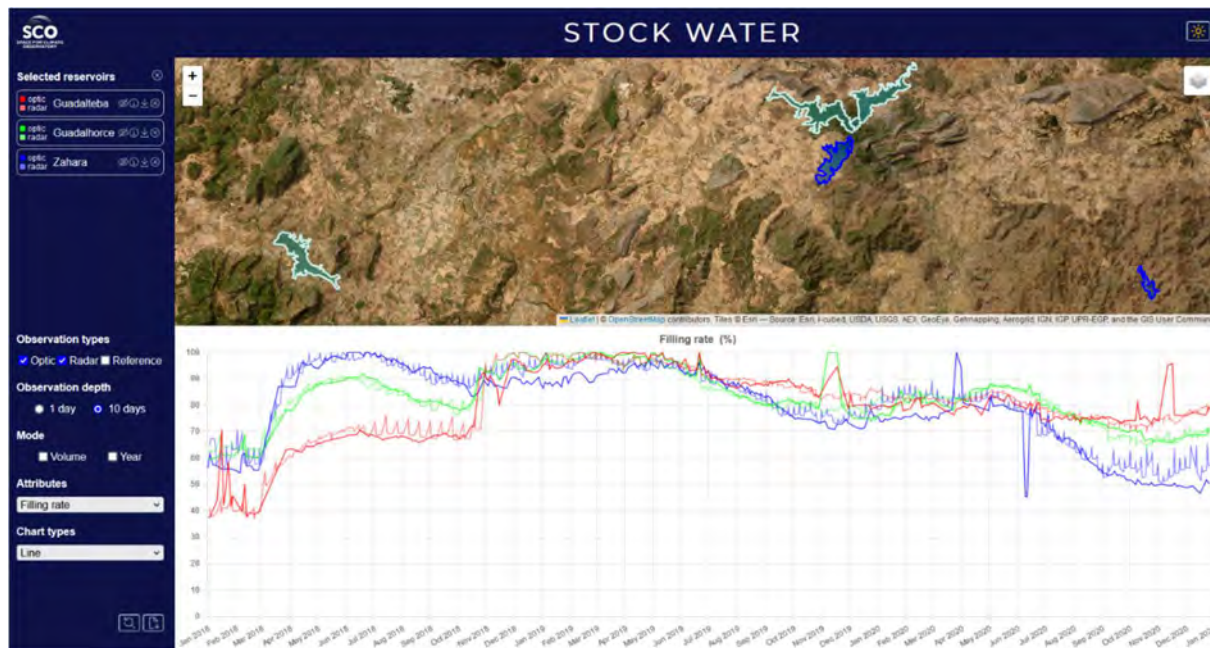 SCO
SPACE FOR CLIMATE
OBSERVATORY
STOCK WATER
Selected reservoirs
optic
radar
Guadalteba
optic
radar
Guadalhorce
optic
radar
Zahara
+
−
Leaflet | © OpenStreetMap contributors. Tiles © Esri — Source: Esri, i-cubed, USDA, USGS, AEX, GeoEye, Getmapping, Aerogrid, IGN, IGP, UPR-EGP, and the GIS User Commun
Observation types
Optic Radar Reference
Observation depth
1 day 10 days
Mode
Volume Year
Attributes
Filling rate
Chart types
Line
Filling rate (%)
90
80
70
60
50
40
30
20
10
0
Jan 2018 Feb 2018 Mar 2018 Apr 2018 May 2018 Jun 2018 Jul 2018 Aug 2018 Sep 2018 Oct 2018 Nov 2018 Dec 2018 Jan 2019 Feb 2019 Mar 2019 Apr 2019 May 2019 Jun 2019 Jul 2019 Aug 2019 Sep 2019 Oct 2019 Nov 2019 Dec 2019 Jan 2020 Feb 2020 Mar 2020 Apr 2020 May 2020 Jun 2020 Jul 2020 Aug 2020 Sep 2020 Oct 2020 Nov 2020 Dec 2020